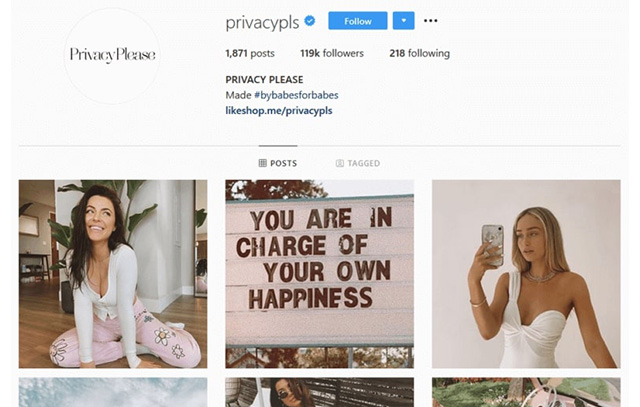 PrivacyPlease
privacypls Follow
1,871 posts 119k followers 218 following
PRIVACY PLEASE
Made #bybabesforbabes
likeshop.me/privacypls
POSTS TAGGED
YOU ARE IN
CHARGE OF
YOUR OWN
HAPPINESS